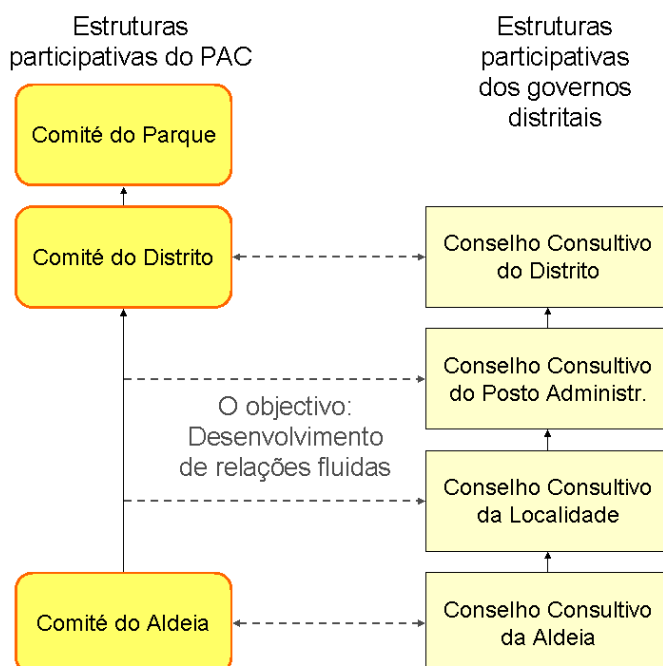 Estruturas
participativas do PAC
Estruturas
participativas
dos governos
distritais
Comité do Parque
Comité do Distrito
Conselho Consultivo
do Distrito
Conselho Consultivo
do Posto Administr.
O objectivo:
Desenvolvimento
de relações fluidas
Conselho Consultivo
da Localidade
Comité do Aldeia
Conselho Consultivo
da Aldeia